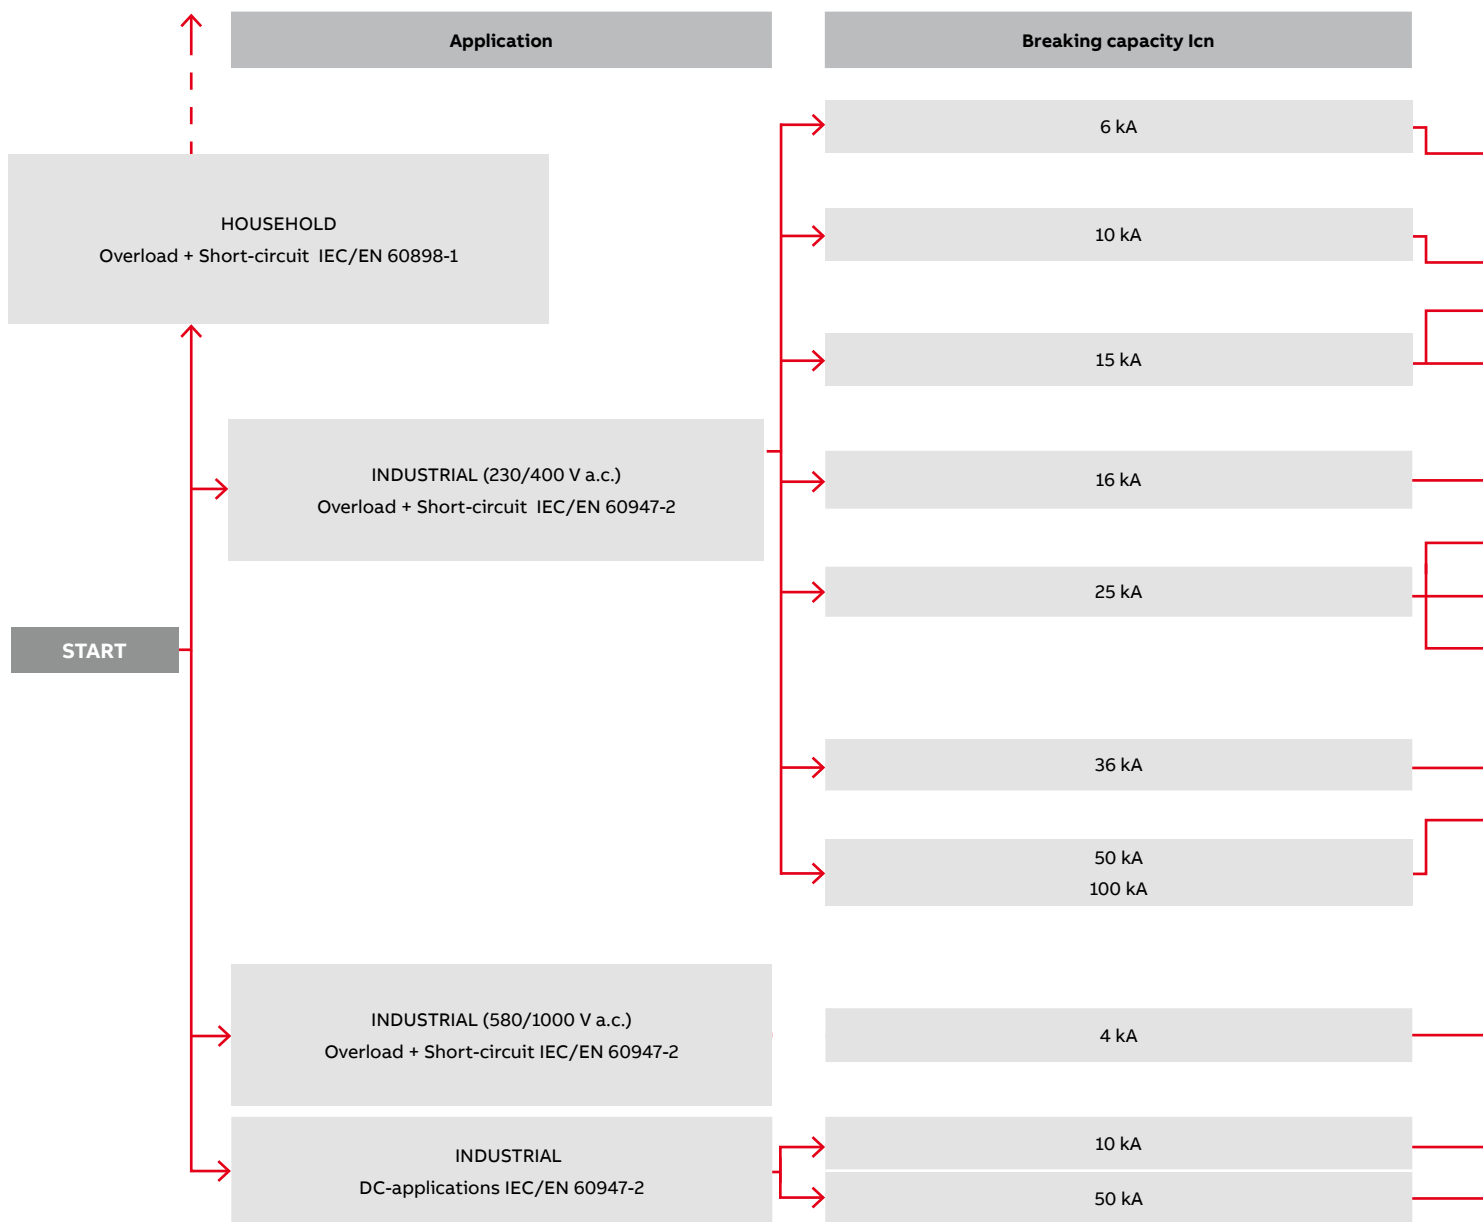 Application
Breaking capacity Icn
6 kA
HOUSEHOLD
Overload + Short-circuit IEC/EN 60898-1
10 kA
15 kA
INDUSTRIAL (230/400 V a.c.)
Overload + Short-circuit IEC/EN 60947-2
16 kA
25 kA
START
36 kA
50 kA
100 kA
INDUSTRIAL (580/1000 V a.c.)
Overload + Short-circuit IEC/EN 60947-2
4 kA
INDUSTRIAL
DC-applications IEC/EN 60947-2
10 kA
50 kA